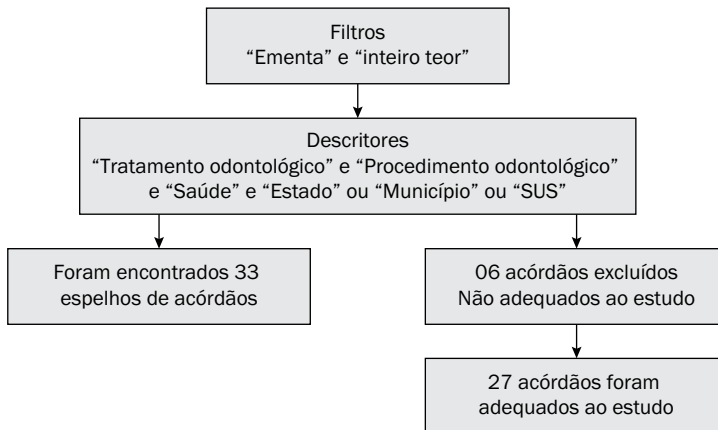 Filtros
“Ementa” e “inteiro teor”
Descritores
“Tratamento odontológico” e “Procedimento odontológico”
e “Saúde” e “Estado” ou “Município” ou “SUS”
Foram encontrados 33
espelhos de acórdãos
06 acórdãos excluídos
Não adequados ao estudo
27 acórdãos foram
adequados ao estudo